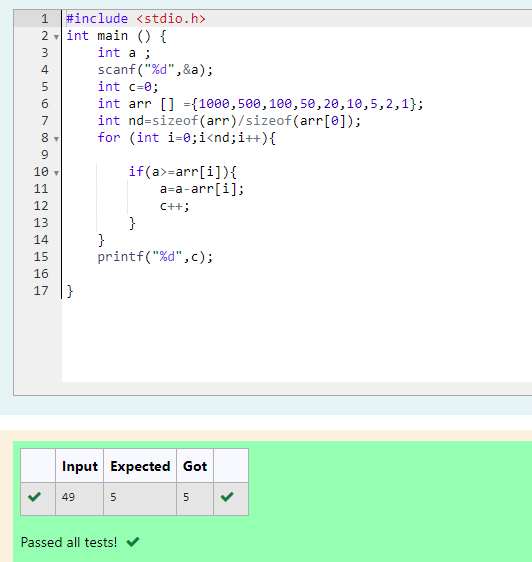 1 #include <stdio.h>
2 int main () {
3 int a ;
4 scanf("%d",&a);
5 int c=0;
6 int arr [] ={1000,500,100,50,20,10,5,2,1};
7 int nd=sizeof(arr)/sizeof(arr[0]);
8 for (int i=0;i<nd;i++){
9
10 if(a>=arr[i]){
11 a=a-arr[i];
12 c++;
13 }
14 }
15 printf("%d",c);
16
17 }
Input Expected Got
49 5 5
Passed all tests!